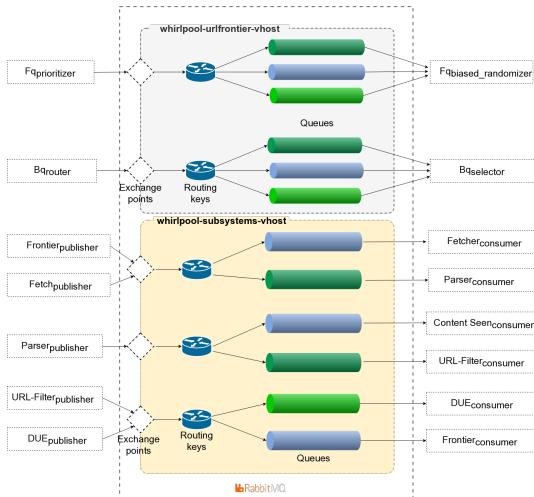 whirlpool-urlfrontier-vhost
Fqprioritizer
Fqbiased_randomizer
Queues
Bqrouter
Bqselector
Exchange
points
Routing
keys
whirlpool-subsystems-vhost
Frontierpublisher
Fetcherconsumer
Fetchpublisher
Parserconsumer
Parserpublisher
Content Seenconsumer
URL-Filterconsumer
URL-Filterpublisher
DUEconsumer
DUEpublisher
Exchange
points
Routing
keys
Frontierconsumer
Queues
RabbitMQ